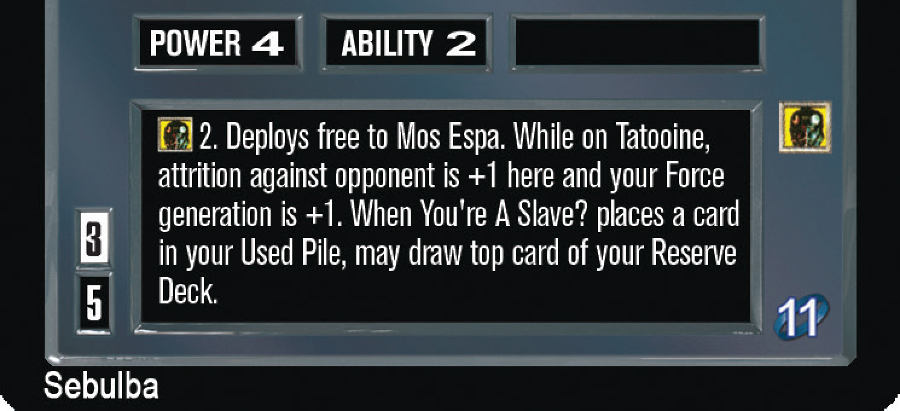 POWER 4 ABILITY 2
2. Deploys free to Mos Espa. While on Tatooine,
attrition against opponent is +1 here and your Force
generation is +1. When You're A Slave? places a card
in your Used Pile, may draw top card of your Reserve
Deck.
3
5
11
Sebulba